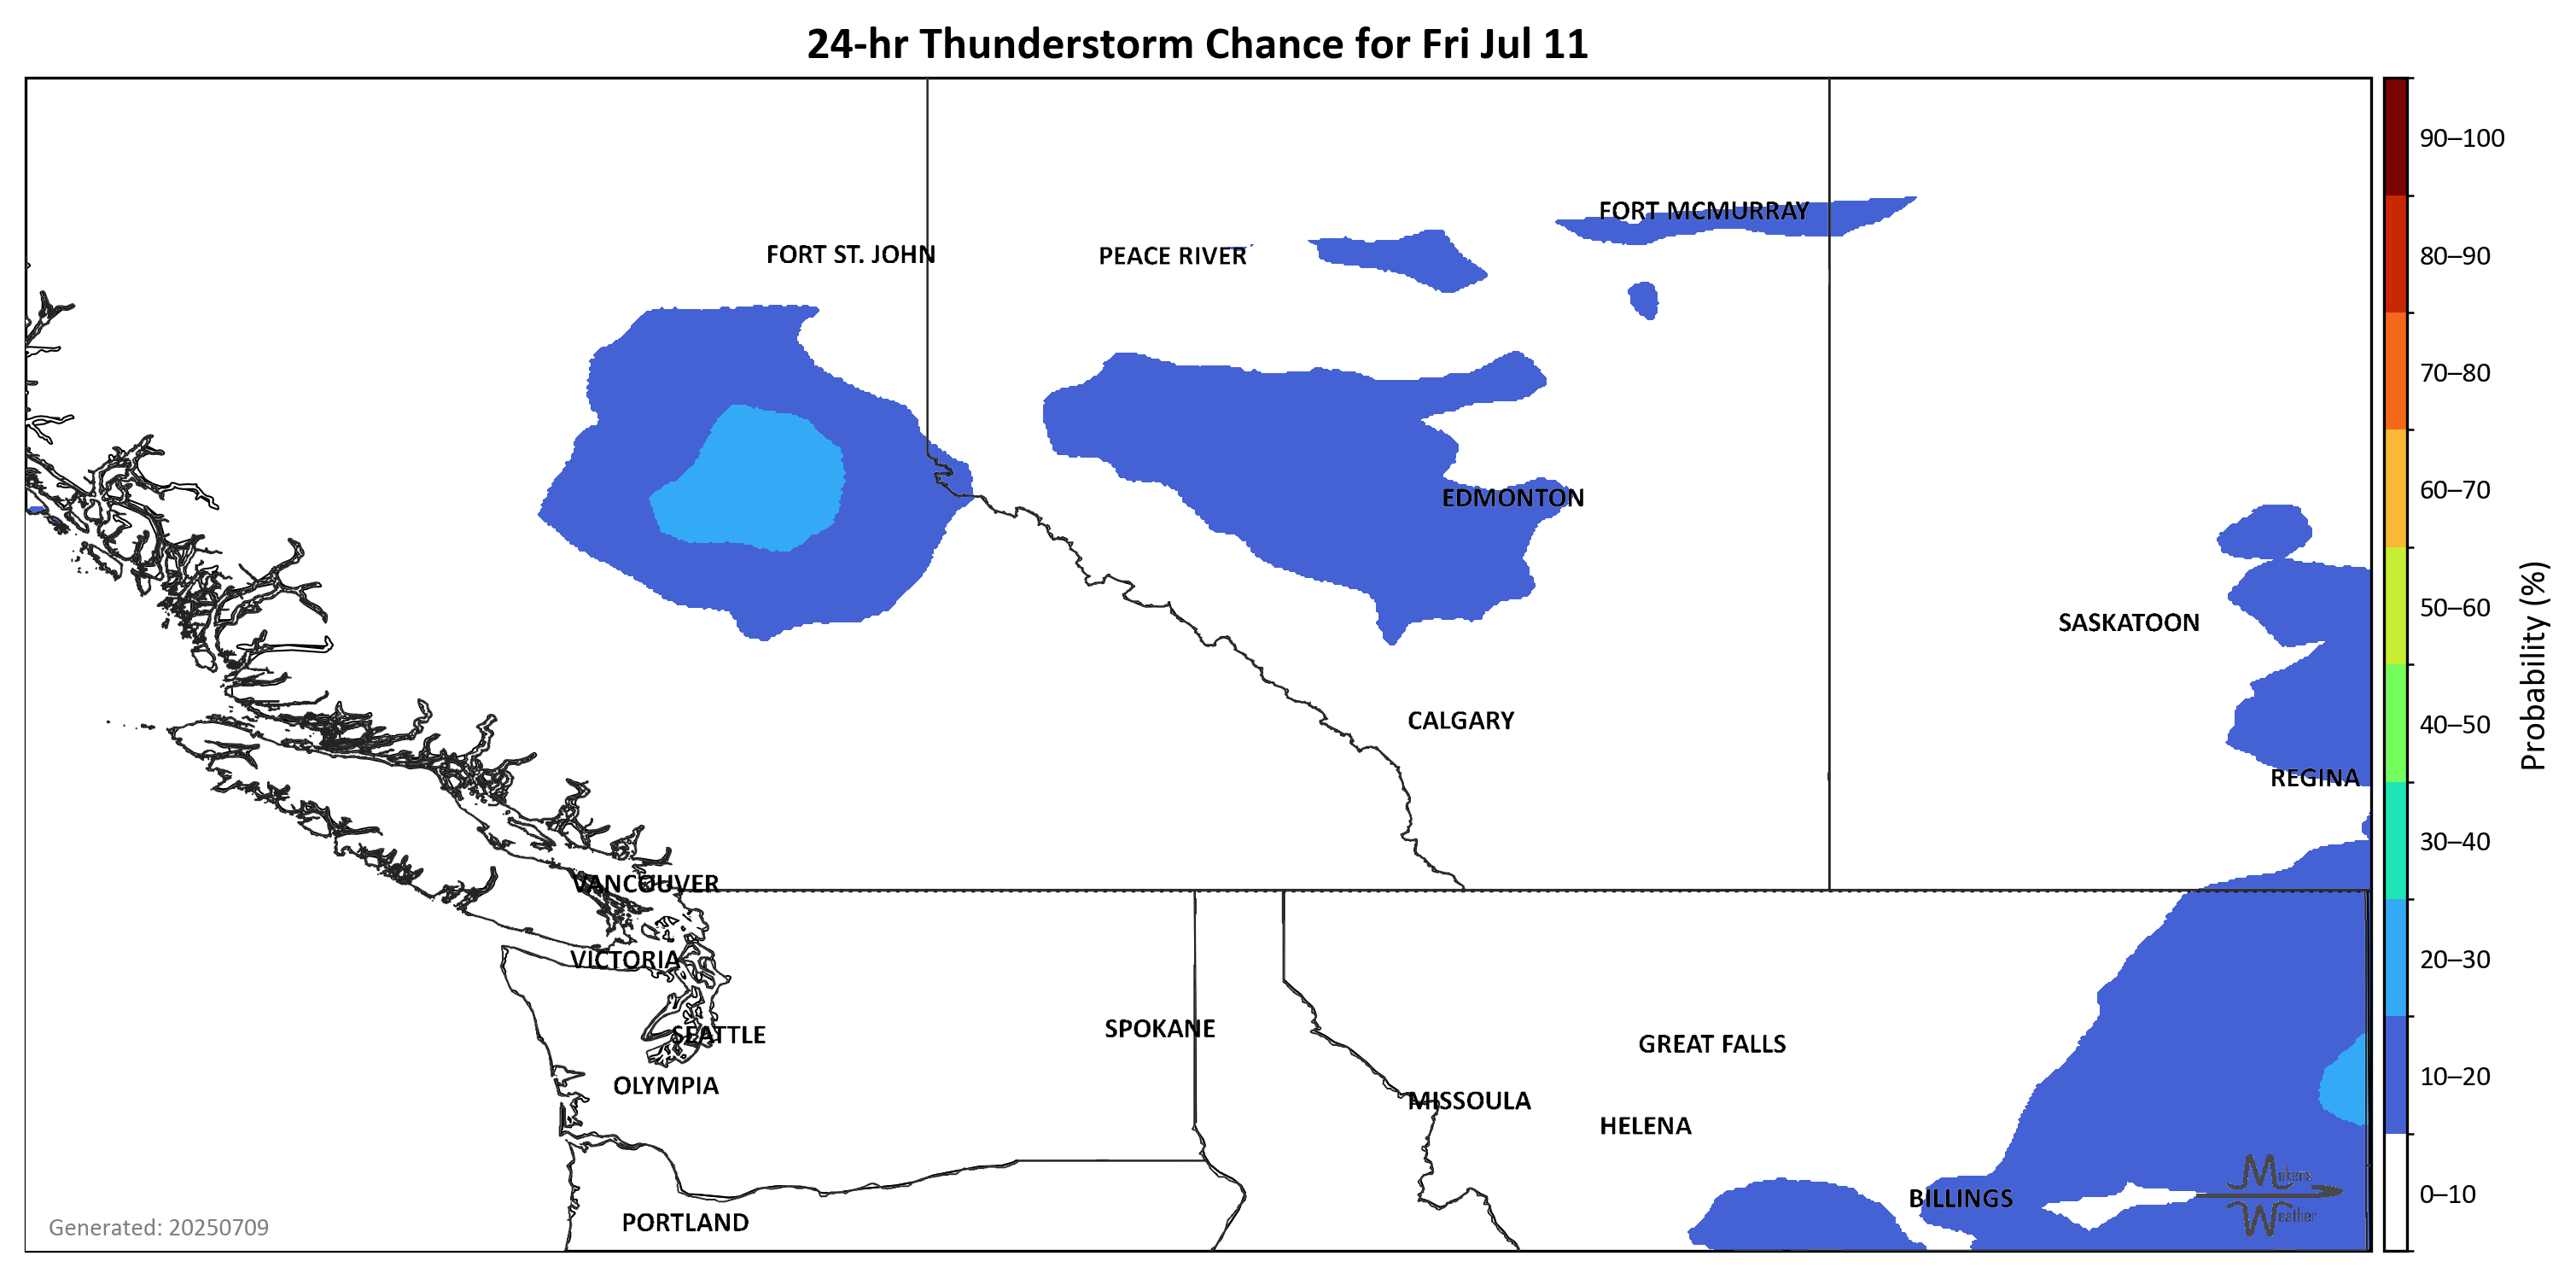 24-hr Thunderstorm Chance for Fri Jul 11
90–100
FORT MCMURRAY
FORT ST. JOHN
PEACE RIVER
80–90
70–80
60–70
EDMONTON
50–60
SASKATOON
Probability (%)
CALGARY
40–50
REGINA
30–40
VANCOUVER
VICTORIA
20–30
SEATTLE
SPOKANE
GREAT FALLS
OLYMPIA
10–20
MISSOULA
HELENA
Mekens
Weather
BILLINGS
0–10
PORTLAND
Generated: 20250709